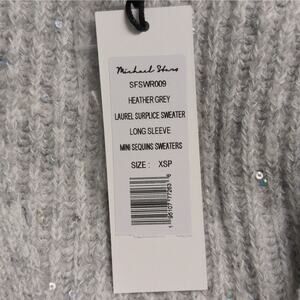 Michael Stars
SFSWR009
HEATHER GREY
LAUREL SURPLICE SWEATER
LONG SLEEVE
MINI SEQUINS SWEATERS
SIZE : XSP